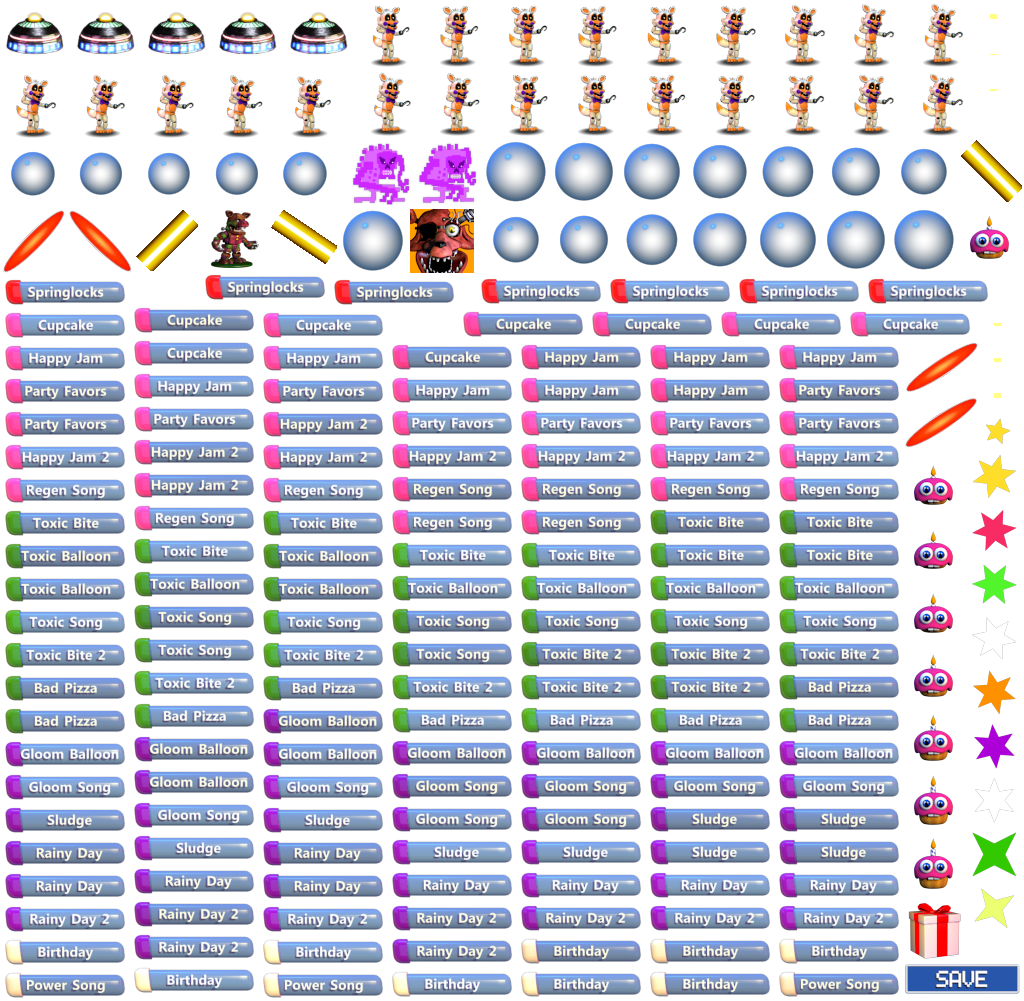 Springlocks Springlocks Springlocks Springlocks Springlocks Springlocks Springlocks
Cupcake Cupcake Cupcake Cupcake Cupcake Cupcake Cupcake
Happy Jam Cupcake Happy Jam Cupcake Happy Jam Happy Jam Happy Jam
Party Favors Happy Jam Party Favors Happy Jam Happy Jam Happy Jam Party Favors
Party Favors Party Favors Happy Jam 2 Party Favors Party Favors Party Favors Party Favors
Happy Jam 2 Happy Jam 2 Happy Jam 2 Happy Jam 2 Happy Jam 2 Happy Jam 2 Happy Jam 2
Regen Song Happy Jam 2 Regen Song Regen Song Regen Song Regen Song Regen Song
Toxic Bite Regen Song Toxic Bite Regen Song Regen Song Toxic Bite Toxic Bite
Toxic Balloon Toxic Bite Toxic Balloon Toxic Bite Toxic Bite Toxic Bite Toxic Bite
Toxic Balloon Toxic Balloon Toxic Balloon Toxic Balloon Toxic Balloon Toxic Balloon Toxic Balloon
Toxic Song Toxic Song Toxic Song Toxic Song Toxic Song Toxic Song Toxic Song
Toxic Bite 2 Toxic Song Toxic Bite 2 Toxic Song Toxic Bite 2 Toxic Bite 2 Toxic Bite 2
Bad Pizza Toxic Bite 2 Bad Pizza Toxic Bite 2 Toxic Bite 2 Toxic Bite 2 Bad Pizza
Bad Pizza Bad Pizza Gloom Balloon Bad Pizza Bad Pizza Bad Pizza Bad Pizza
Gloom Balloon Gloom Balloon Gloom Balloon Gloom Balloon Gloom Balloon Gloom Balloon Gloom Balloon
Gloom Song Gloom Balloon Gloom Song Gloom Song Gloom Song Gloom Song Gloom Song
Sludge Gloom Song Sludge Gloom Song Gloom Song Sludge Sludge
Rainy Day Sludge Rainy Day Sludge Sludge Sludge Sludge
Rainy Day Rainy Day Rainy Day Rainy Day Rainy Day Rainy Day Rainy Day
Rainy Day 2 Rainy Day 2 Rainy Day 2 Rainy Day 2 Rainy Day 2 Rainy Day 2 Rainy Day 2
Birthday Rainy Day 2 Birthday Rainy Day 2 Birthday Birthday Birthday
Power Song Birthday Power Song Birthday Birthday Birthday Power Song
SAVE